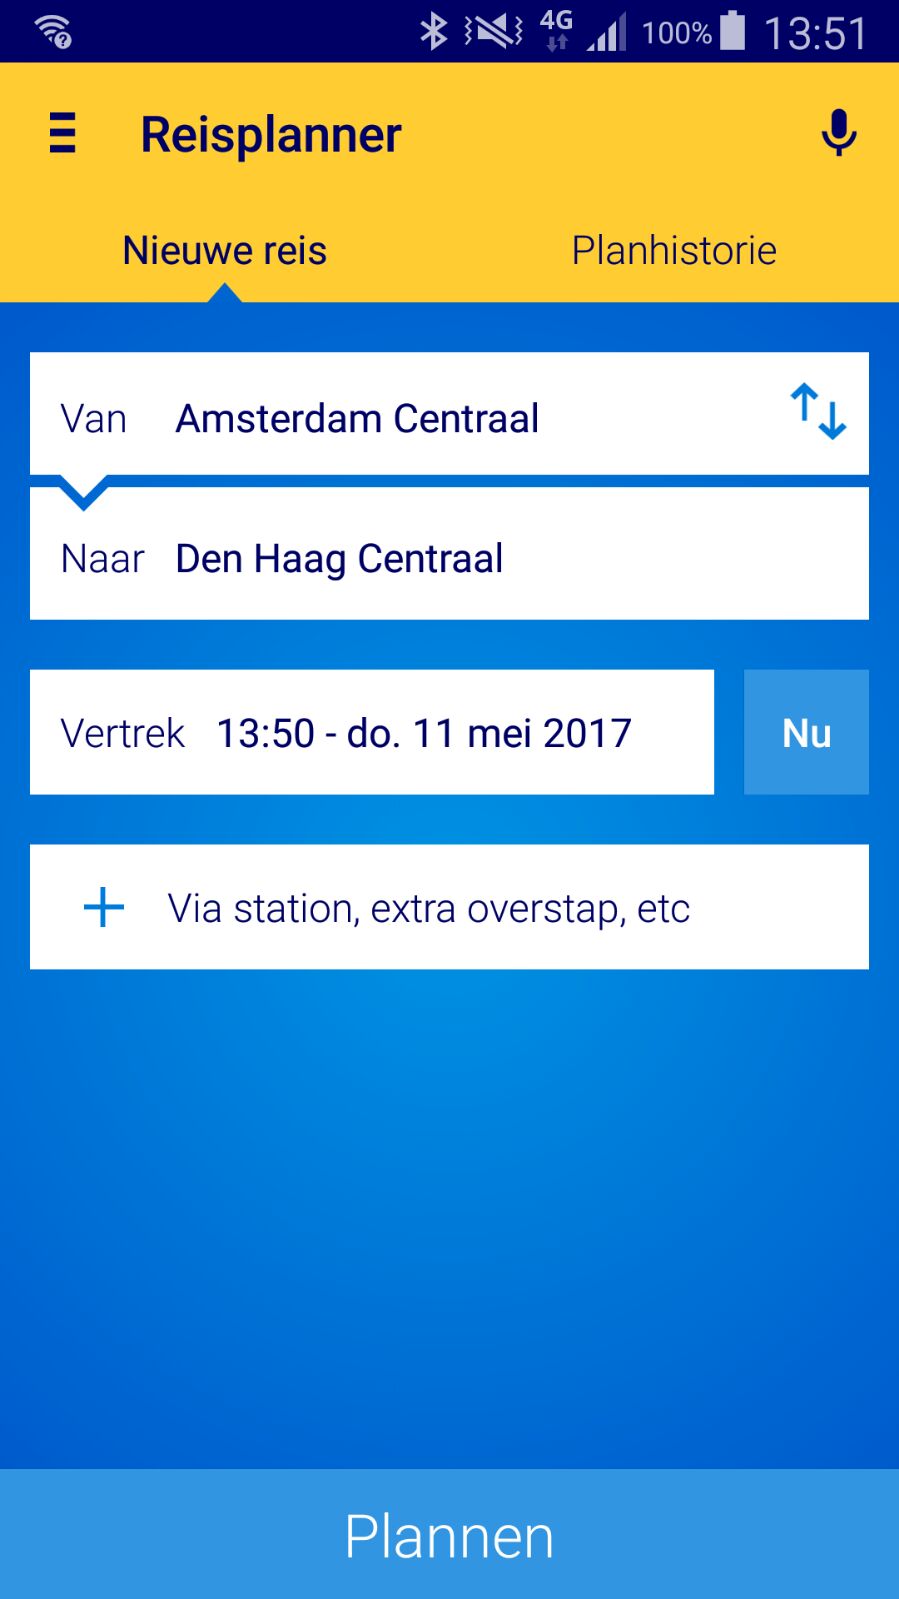 4G 100% 13:51
Reisplanner
Nieuwe reis Planhistorie
Van Amsterdam Centraal
Naar Den Haag Centraal
Vertrek 13:50 - do. 11 mei 2017 Nu
+ Via station, extra overstap, etc
Plannen